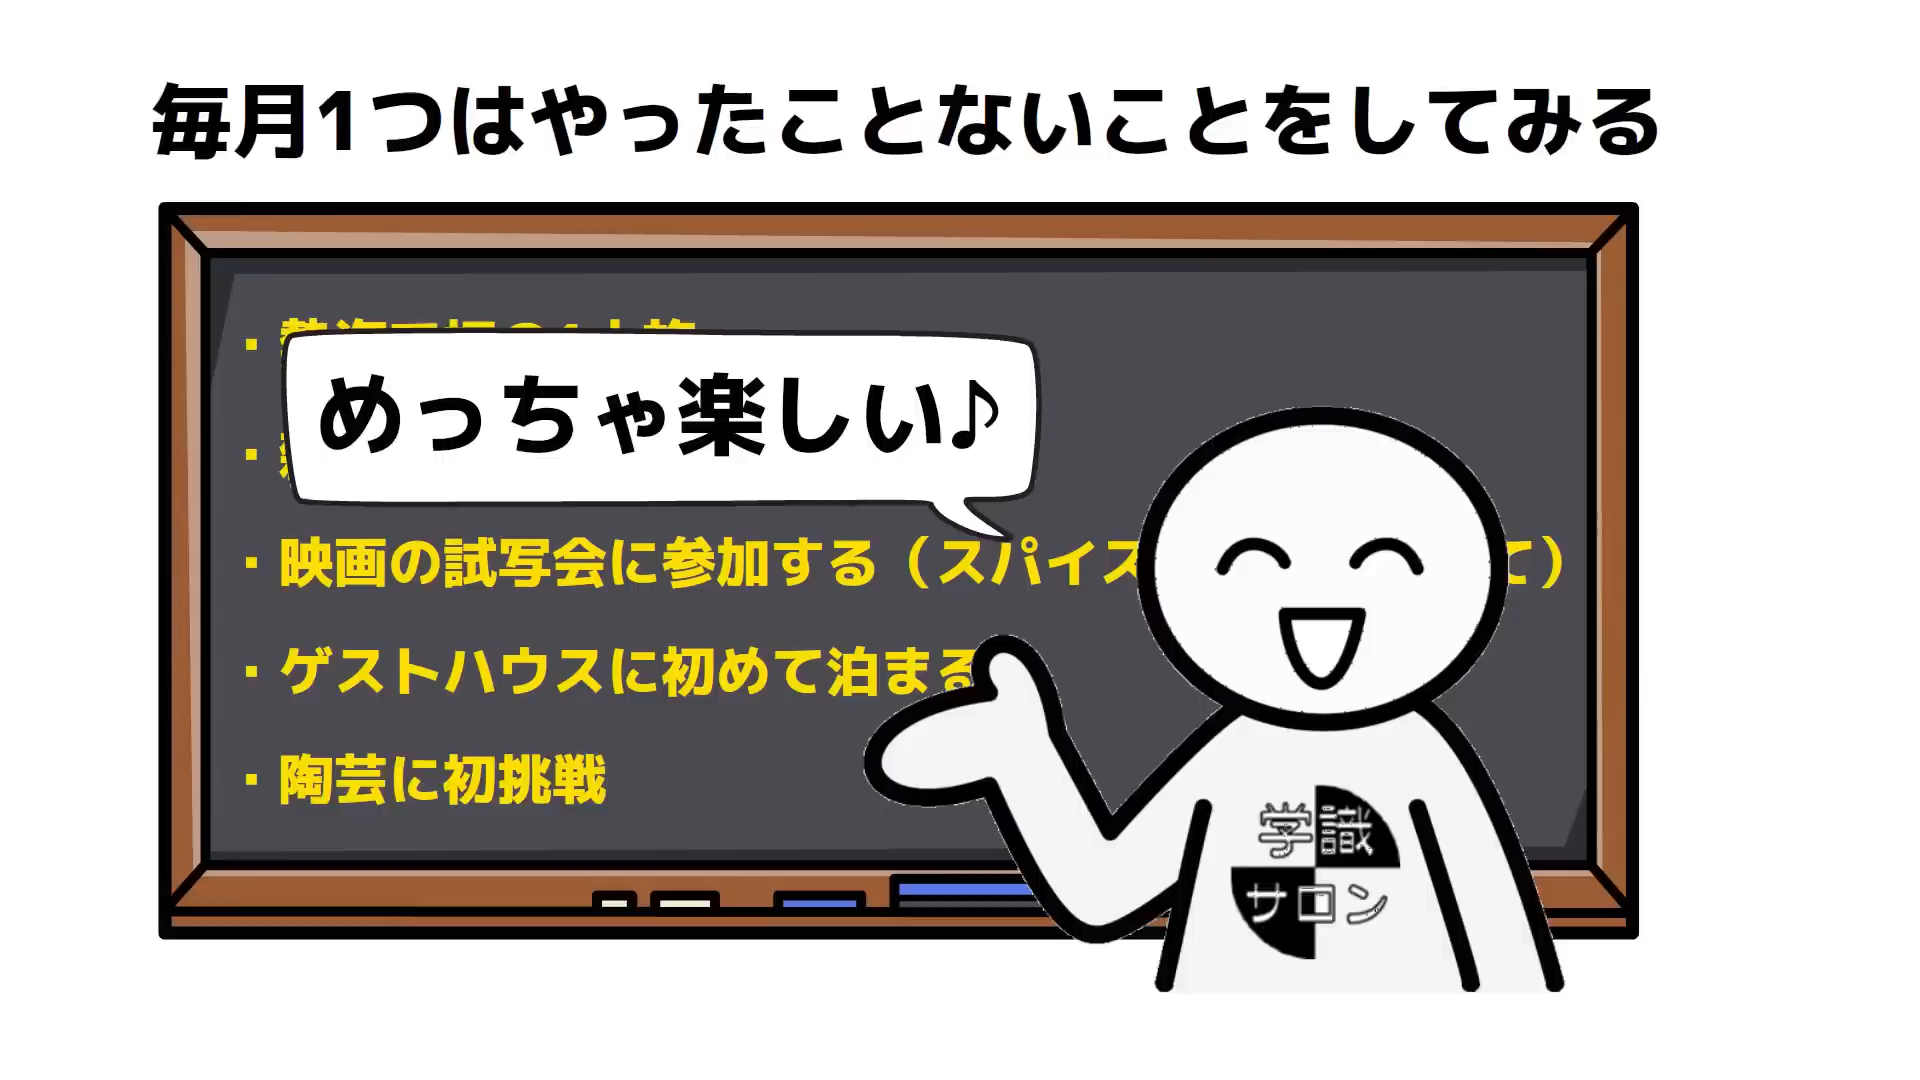 毎月1つはやったことないことをしてみる
めっちゃ楽しい♪
・映画の試写会に参加する（スパイス て）
・ゲストハウスに初めて泊まる
・陶芸に初挑戦
学識
サロン